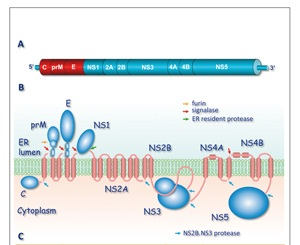 A
5' C prM E NS1 2A 2B NS3 4A 4B NS5 3'
B
furin
signalase
ER resident protease
E
prM
NS1
ER
lumen
NS2B
NS4A
NS4B
NS2A
C
NS3
NS5
Cytoplasm
NS2B.NS3 protease
C